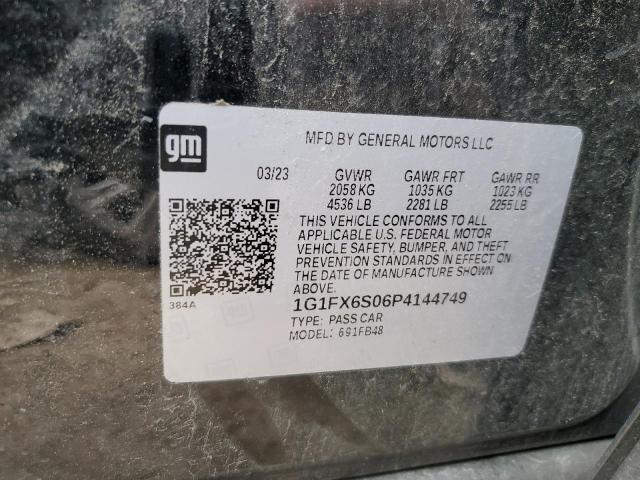 gm
MFD BY GENERAL MOTORS LLC
03/23 GVWR GAWR FRT GAWR RR
2058 KG 1035 KG 1023 KG
4536 LB 2281 LB 2255 LB
THIS VEHICLE CONFORMS TO ALL
APPLICABLE U.S. FEDERAL MOTOR
VEHICLE SAFETY, BUMPER, AND THEFT
PREVENTION STANDARDS IN EFFECT ON
THE DATE OF MANUFACTURE SHOWN
ABOVE.
384A
1G1FX6S06P4144749
TYPE: PASS CAR
MODEL: 691FB48